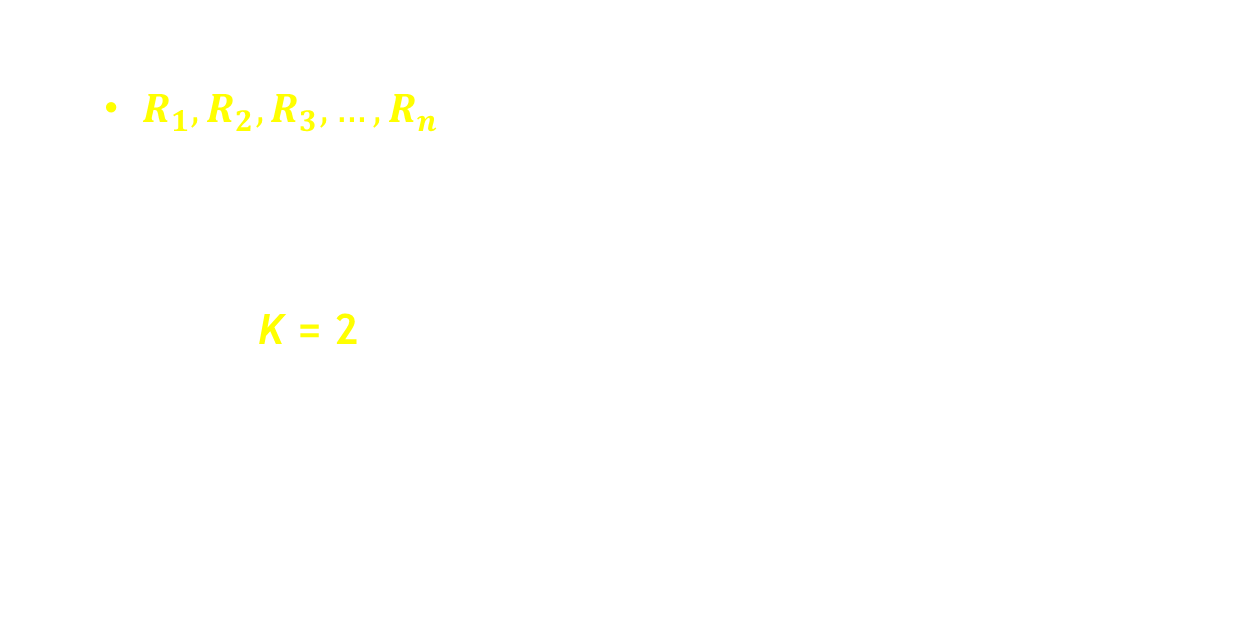 • R₁, R₂, R₃, … , Rₙ
K = 2